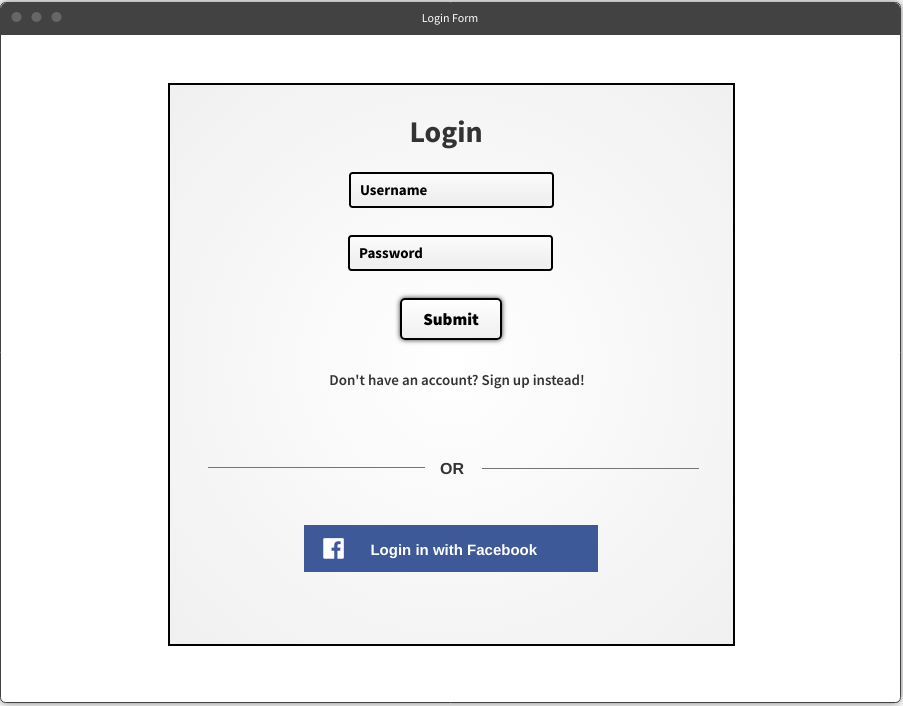 Login Form
Login
Username
Password
Submit
Don't have an account? Sign up instead!
OR
Login in with Facebook